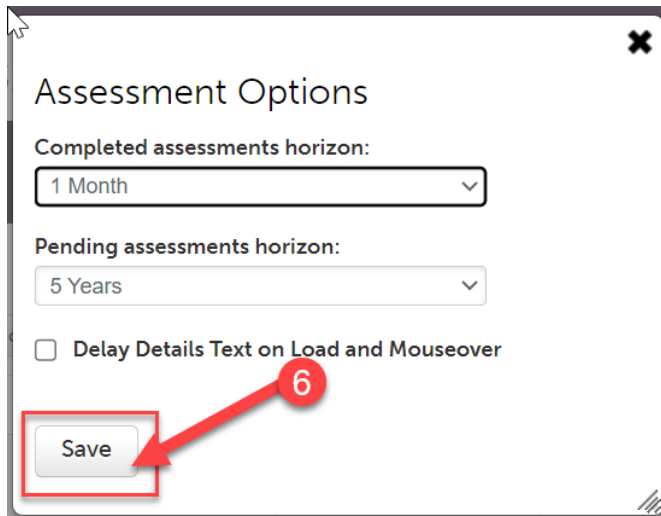 Assessment Options
Completed assessments horizon:
1 Month
Pending assessments horizon:
5 Years
Delay Details Text on Load and Mouseover
6
Save